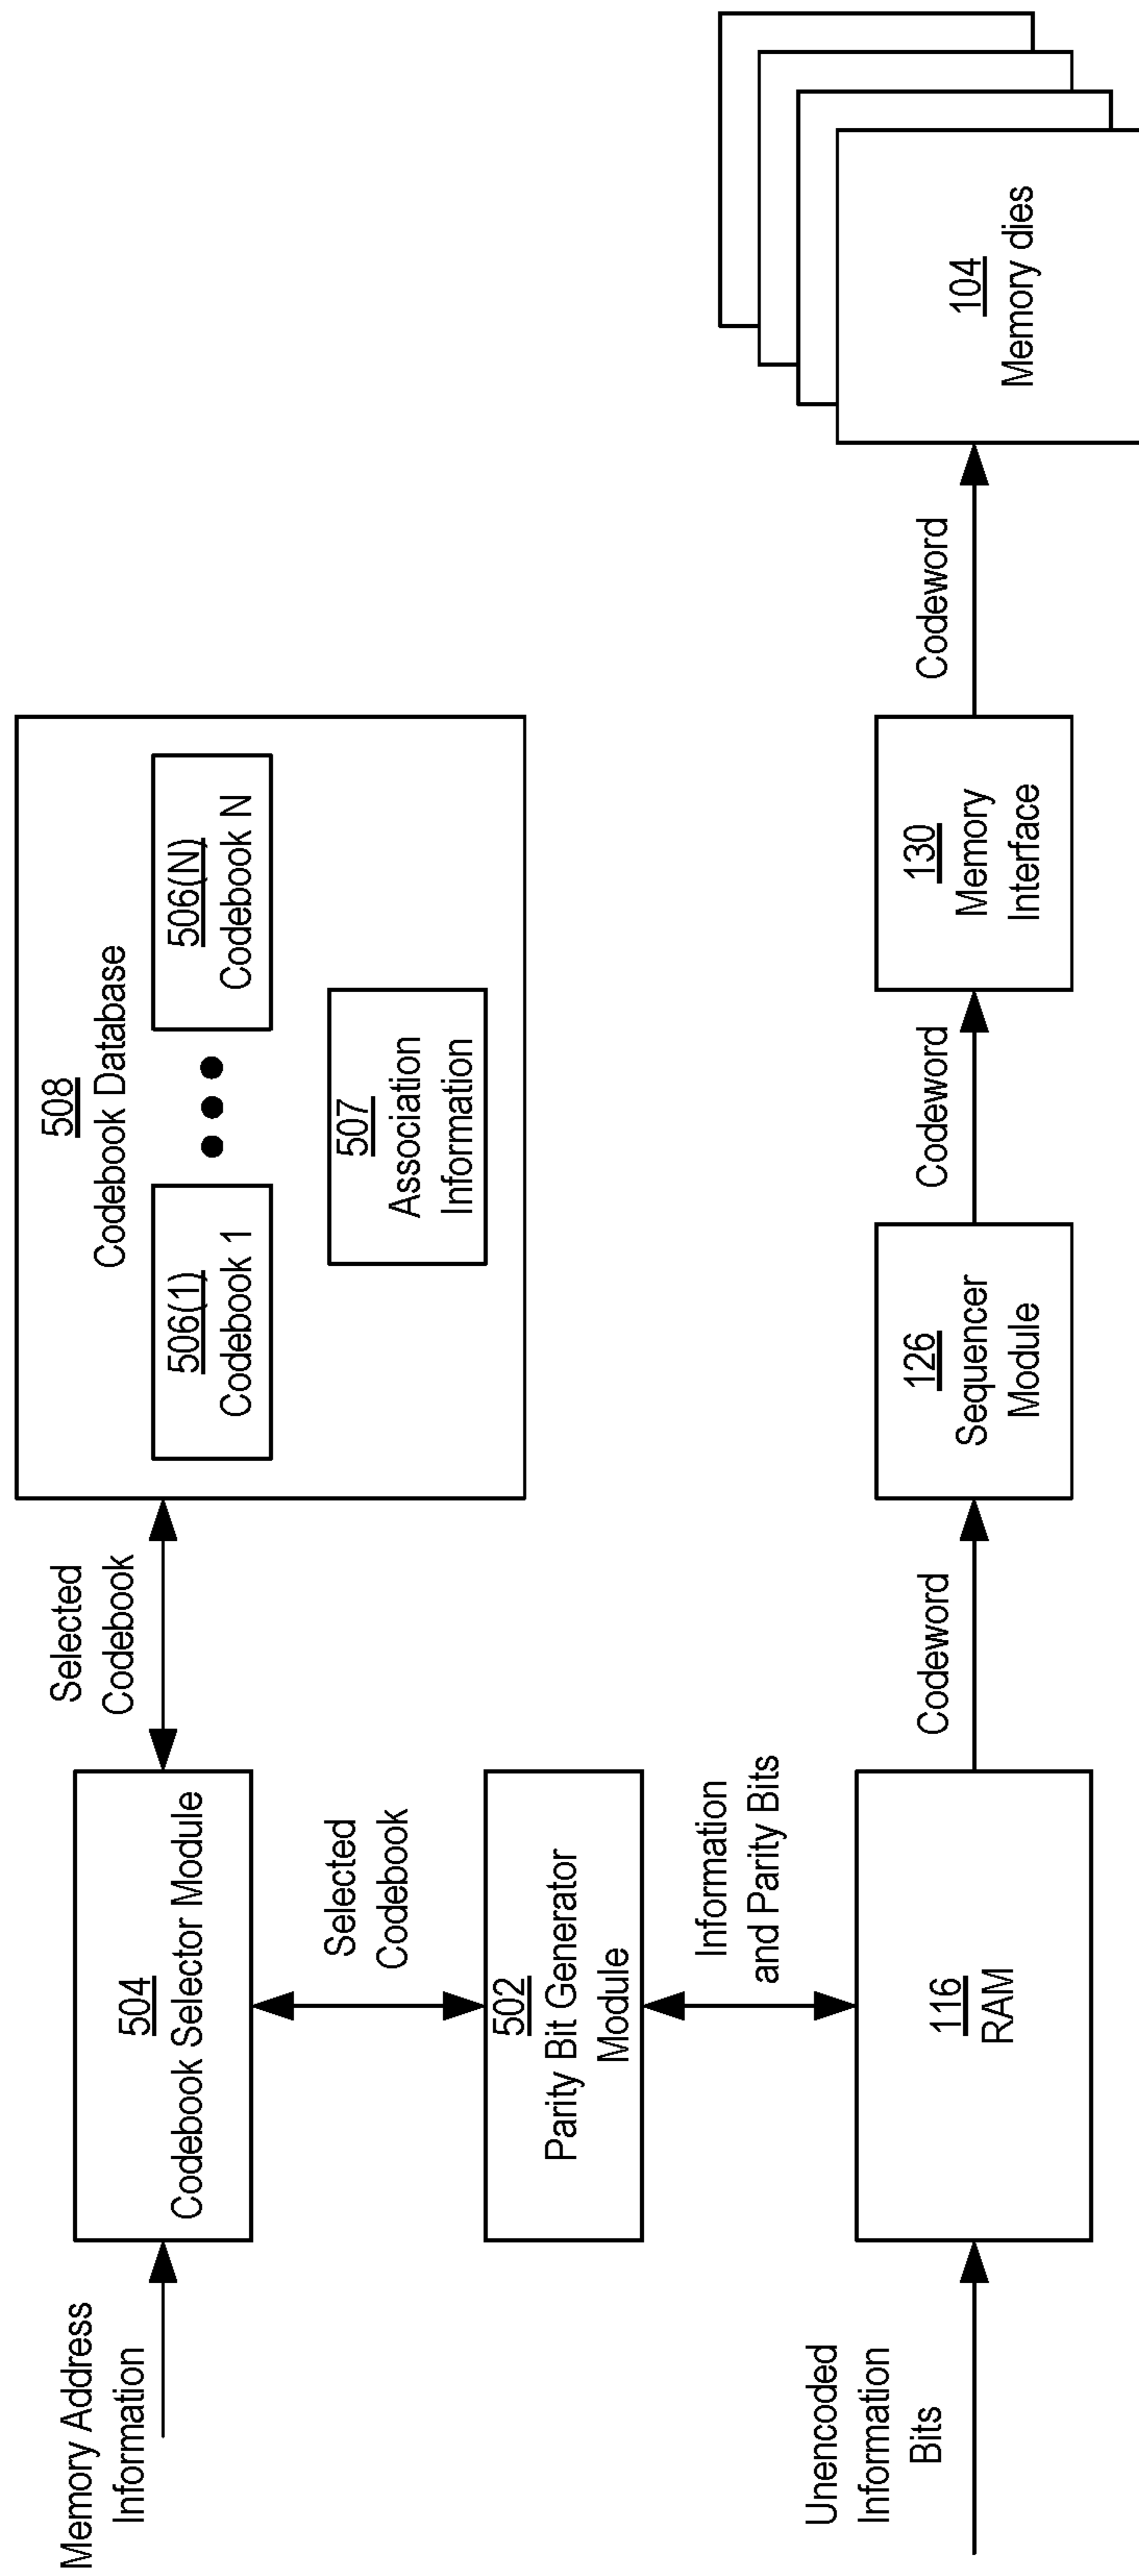 Memory Address
Information
504
Codebook Selector Module
Selected
Codebook
508
Codebook Database
506(1)
Codebook 1
506(N)
Codebook N
507
Association
Information
Selected
Codebook
502
Parity Bit Generator
Module
Information
and Parity Bits
Unencoded
Information
Bits
116
RAM
Codeword
126
Sequencer
Module
Codeword
130
Memory
Interface
Codeword
104
Memory dies